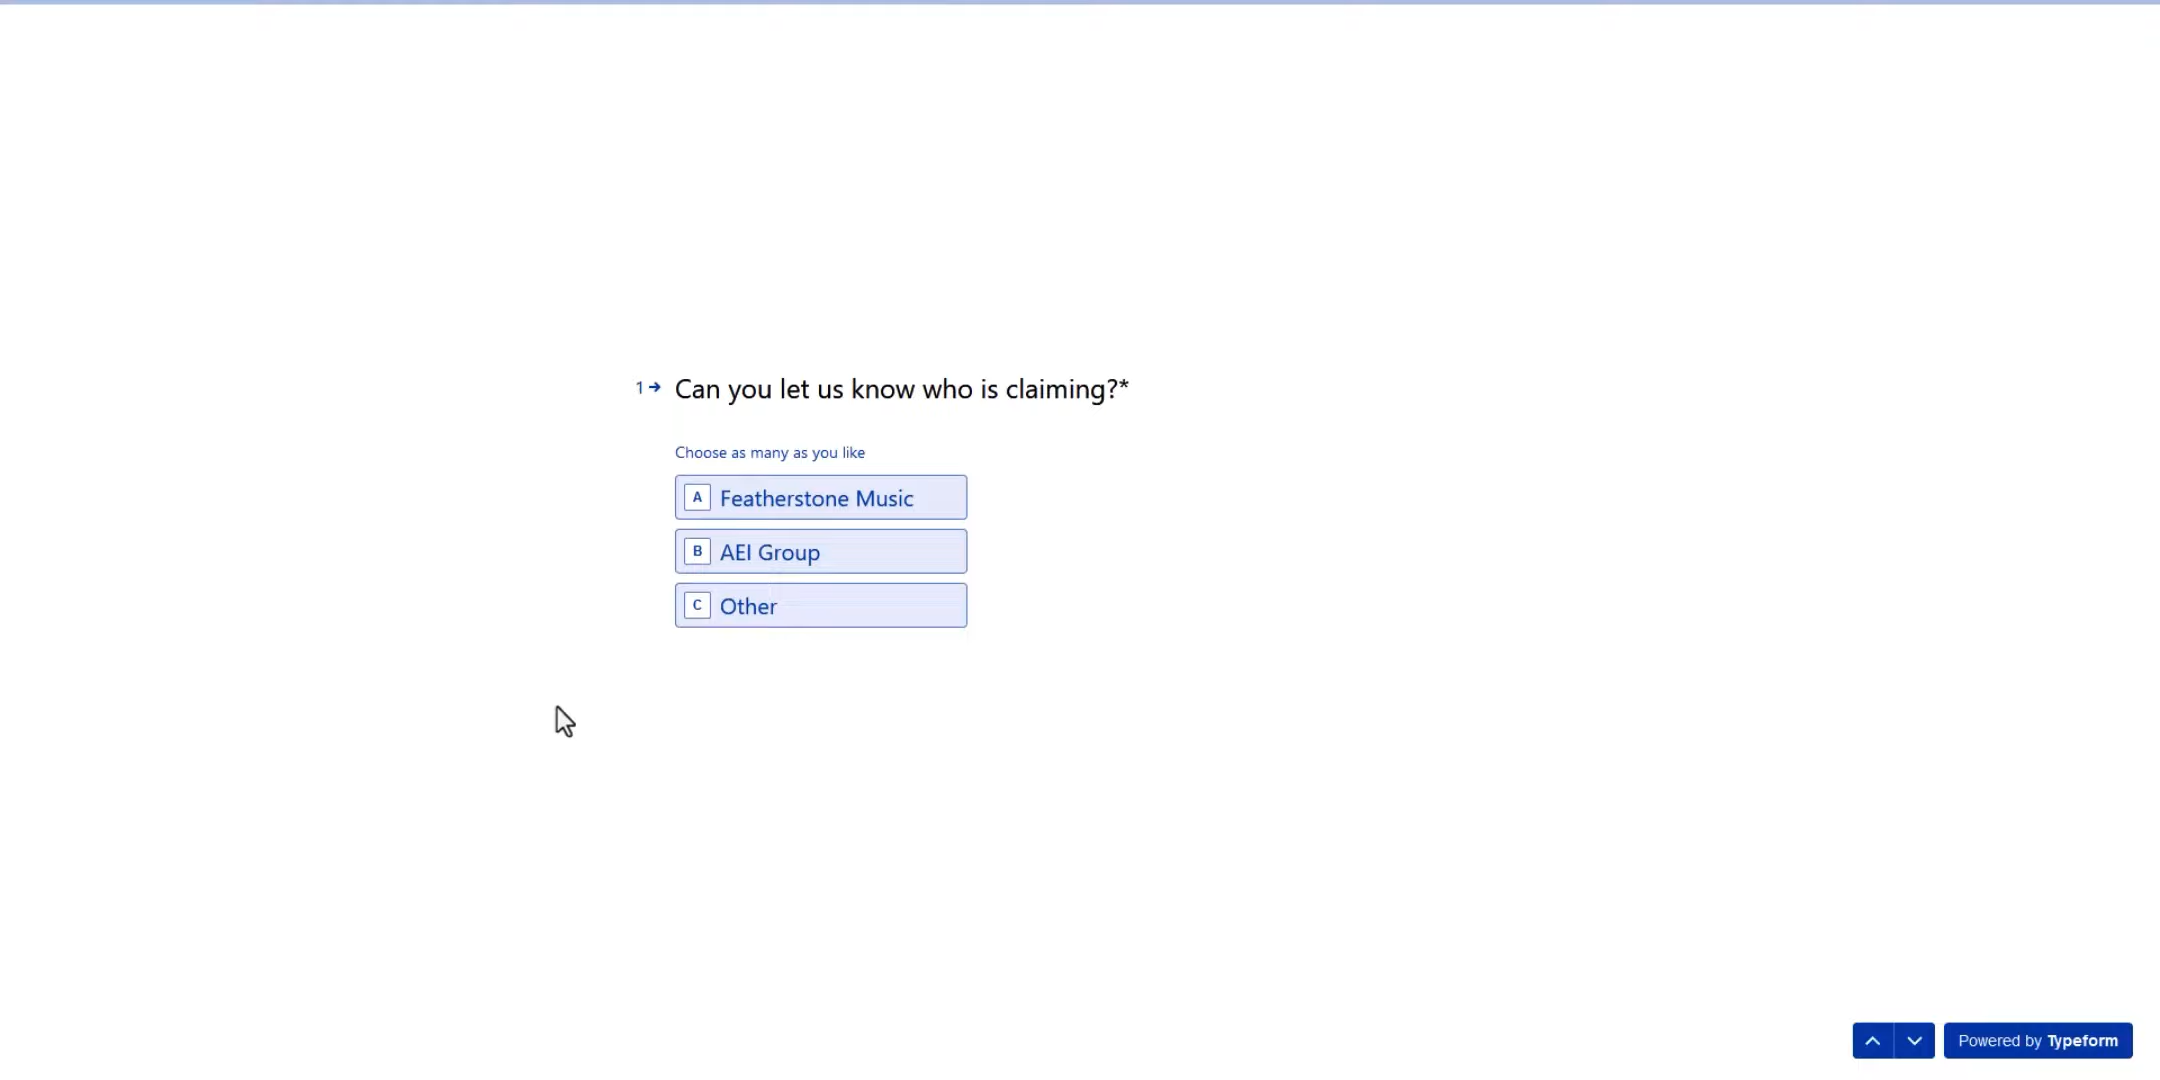 1 → Can you let us know who is claiming?*
Choose as many as you like
A Featherstone Music
B AEI Group
C Other
Powered by Typeform